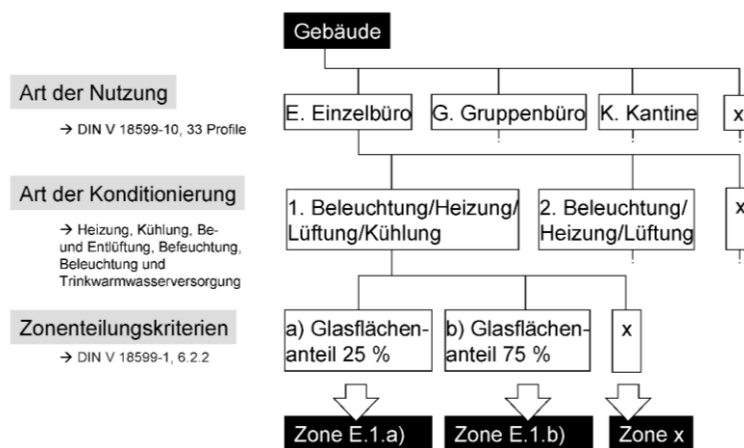 Gebäude
Art der Nutzung
→ DIN V 18599-10, 33 Profile
E. Einzelbüro
G. Gruppenbüro
K. Kantine
x
Art der Konditionierung
→ Heizung, Kühlung, Be-
und Entlüftung, Befeuchtung,
Beleuchtung und
Trinkwarmwasserversorgung
1. Beleuchtung/Heizung/
Lüftung/Kühlung
2. Beleuchtung/
Heizung/Lüftung
x
Zonenteilungskriterien
→ DIN V 18599-1, 6.2.2
a) Glasflächen-
anteil 25 %
b) Glasflächen-
anteil 75 %
x
Zone E.1.a)
Zone E.1.b)
Zone x